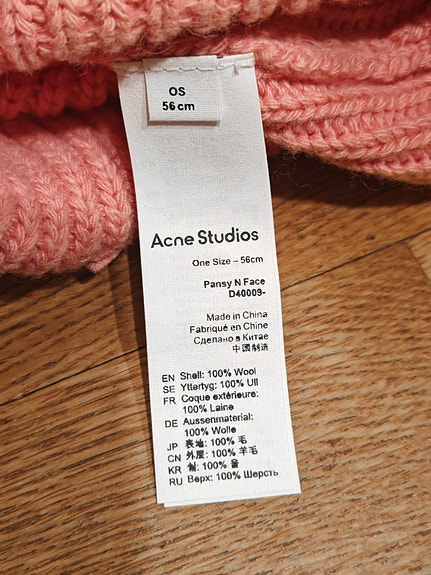 OS
56 cm
Acne Studios
One Size – 56cm
Pansy N Face
D40009-
Made in China
Fabriqué en Chine
Сделано в Китае
中国制造
EN Shell: 100% Wool
SE Yttertyg: 100% Ull
FR Coque extérieure:
100% Laine
DE Aussenmaterial:
100% Wolle
JP 表地: 100% 毛
CN 外层: 100% 羊毛
KR 쉘: 100% 울
RU Верх: 100% Шерсть